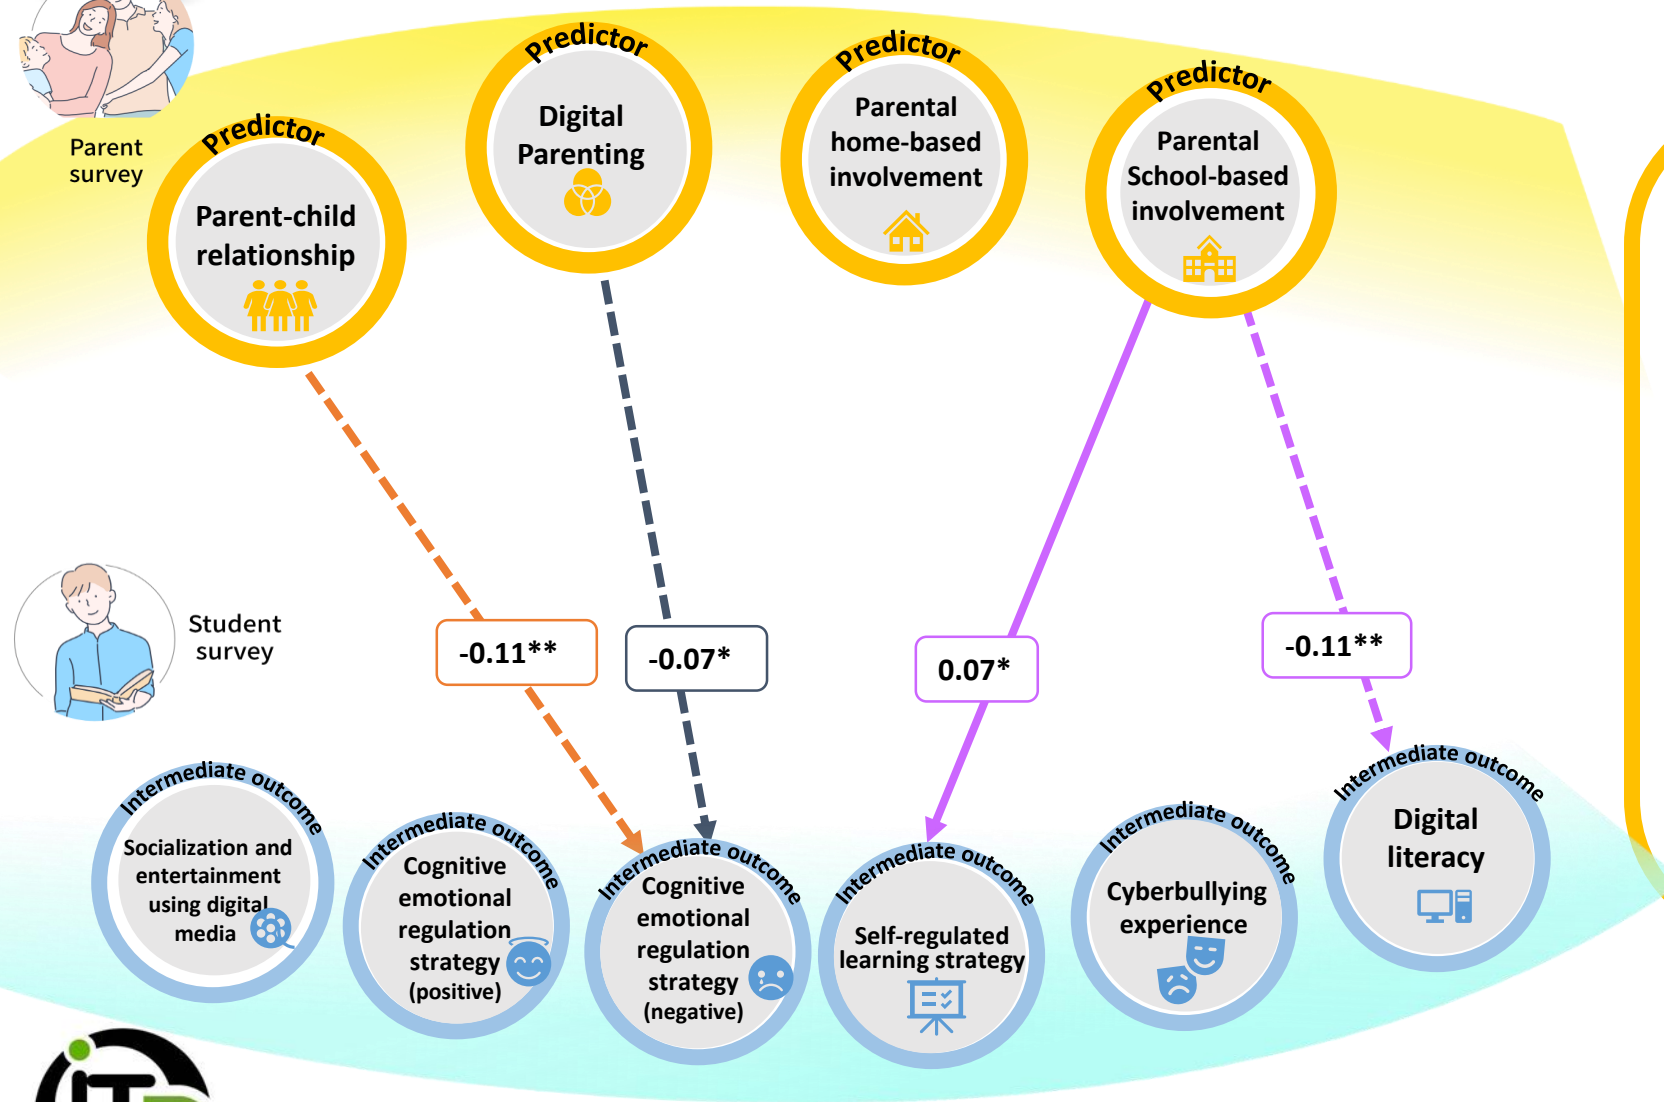 Parent
survey
Predictor
Parent-child
relationship
Predictor
Digital
Parenting
Predictor
Parental
home-based
involvement
Predictor
Parental
School-based
involvement
Student
survey
-0.11**
-0.07*
0.07*
-0.11**
Intermediate outcome
Socialization and
entertainment
using digital
media
Intermediate outcome
Cognitive
emotional
regulation
strategy
(positive)
Intermediate outcome
Cognitive
emotional
regulation
strategy
(negative)
Intermediate outcome
Self-regulated
learning strategy
Intermediate outcome
Cyberbullying
experience
Intermediate outcome
Digital
literacy